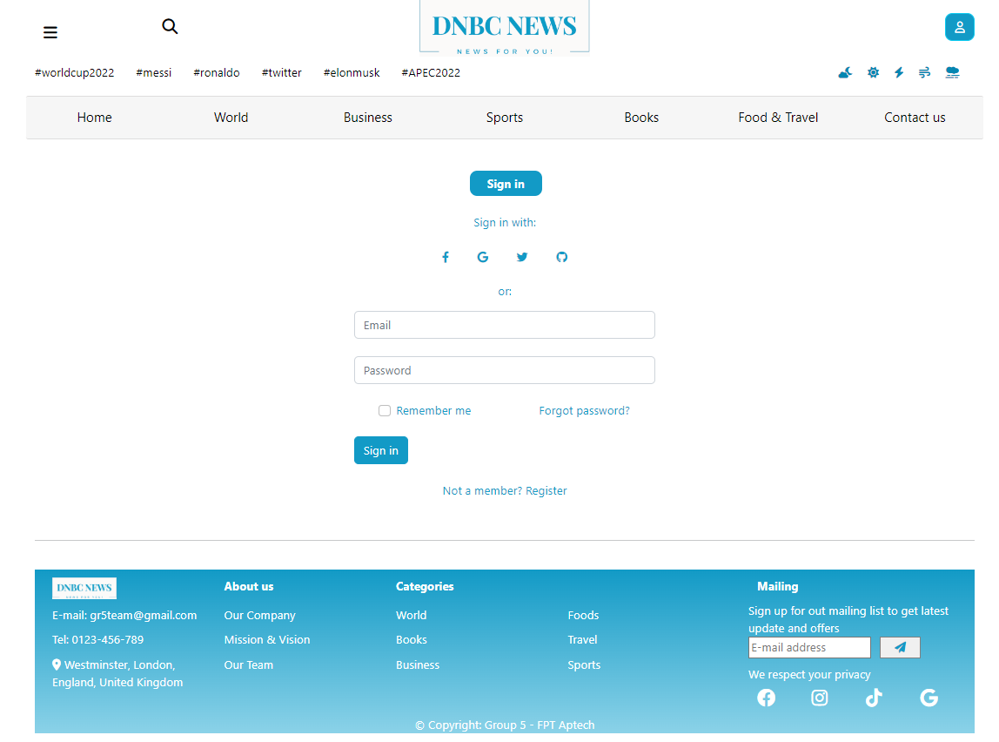 DNBC NEWS
NEWS FOR YOU!
#worldcup2022 #messi #ronaldo #twitter #elonmusk #APEC2022
Home World Business Sports Books Food & Travel Contact us
Sign in
Sign in with:
or:
Email
Password
Remember me Forgot password?
Sign in
Not a member? Register
DNBC NEWS
NEWS FOR YOU!
E-mail: gr5team@gmail.com
Tel: 0123-456-789
Westminster, London,
England, United Kingdom
About us
Our Company
Mission & Vision
Our Team
Categories
World
Books
Business
Foods
Travel
Sports
Mailing
Sign up for out mailing list to get latest
update and offers
E-mail address
We respect your privacy
© Copyright: Group 5 - FPT Aptech